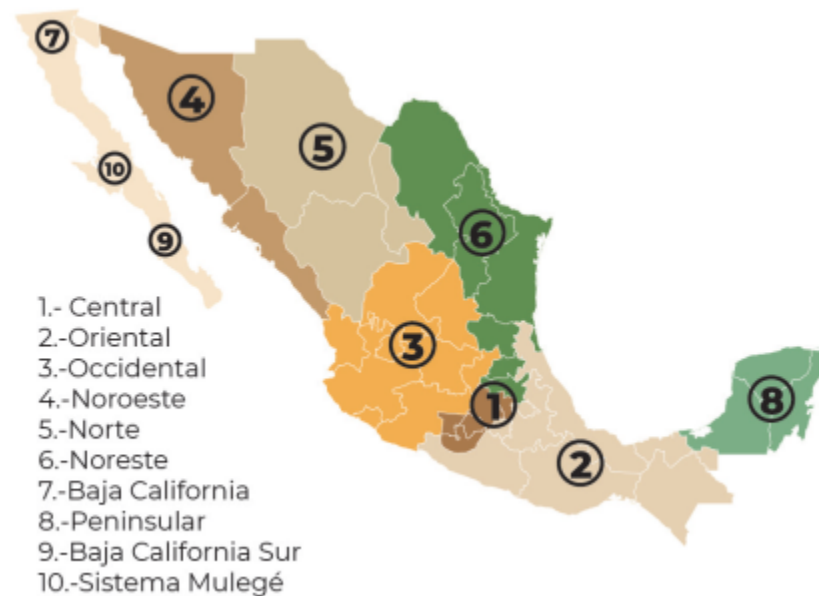 7
4
5
10
6
9
3
8
1
2
1.- Central
2.-Oriental
3.-Occidental
4.-Noroeste
5.-Norte
6.-Noreste
7.-Baja California
8.-Peninsular
9.-Baja California Sur
10.-Sistema Mulegé